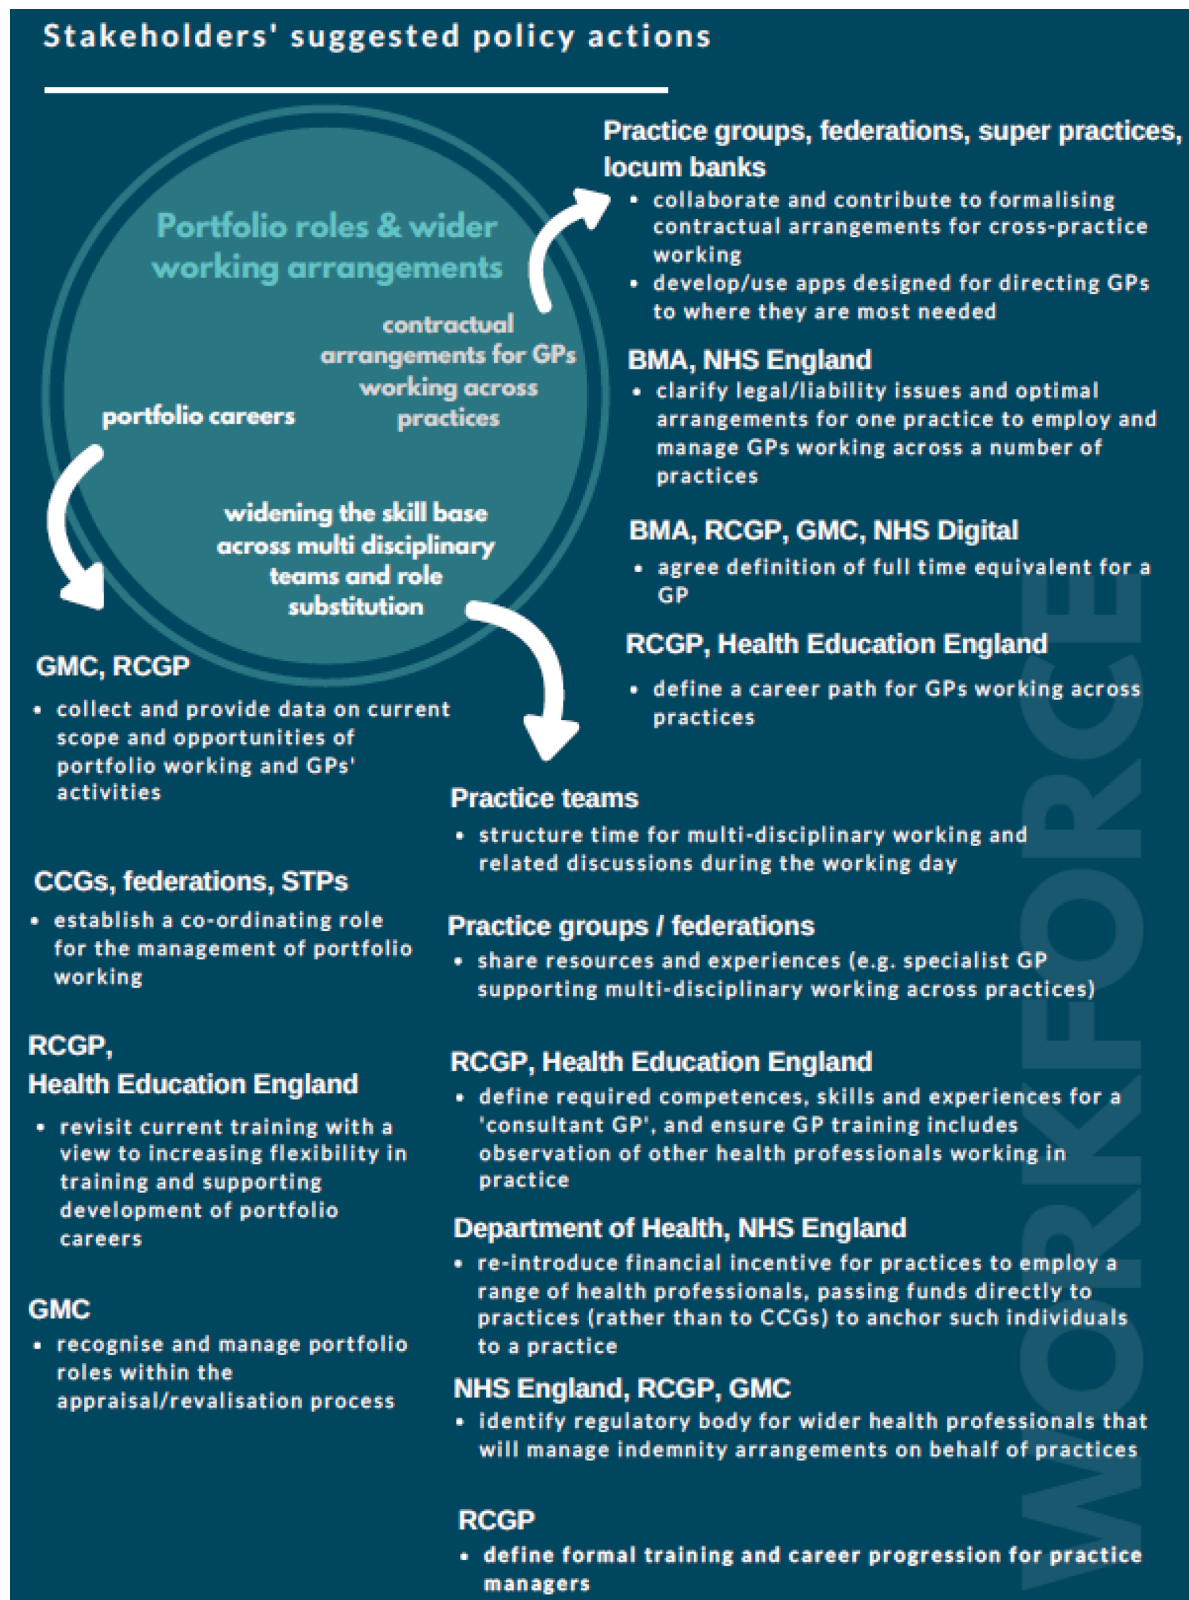 Stakeholders' suggested policy actions
Portfolio roles & wider
working arrangements
contractual
arrangements for GPs
working across
practices
portfolio careers
widening the skill base
across multi disciplinary
teams and role
substitution
Practice groups, federations, super practices,
locum banks
• collaborate and contribute to formalising
contractual arrangements for cross-practice
working
• develop/use apps designed for directing GPs
to where they are most needed
BMA, NHS England
• clarify legal/liability issues and optimal
arrangements for one practice to employ and
manage GPs working across a number of
practices
BMA, RCGP, GMC, NHS Digital
• agree definition of full time equivalent for a
GP
RCGP, Health Education England
• define a career path for GPs working across
practices
GMC, RCGP
• collect and provide data on current
scope and opportunities of
portfolio working and GPs'
activities
CCGs, federations, STPs
• establish a co-ordinating role
for the management of portfolio
working
RCGP,
Health Education England
• revisit current training with a
view to increasing flexibility in
training and supporting
development of portfolio
careers
GMC
• recognise and manage portfolio
roles within the
appraisal/revalisation process
Practice teams
• structure time for multi-disciplinary working and
related discussions during the working day
Practice groups / federations
• share resources and experiences (e.g. specialist GP
supporting multi-disciplinary working across practices)
RCGP, Health Education England
• define required competences, skills and experiences for a
'consultant GP', and ensure GP training includes
observation of other health professionals working in
practice
Department of Health, NHS England
• re-introduce financial incentive for practices to employ a
range of health professionals, passing funds directly to
practices (rather than to CCGs) to anchor such individuals
to a practice
NHS England, RCGP, GMC
• identify regulatory body for wider health professionals that
will manage indemnity arrangements on behalf of practices
RCGP
• define formal training and career progression for practice
managers
WORKFORCE